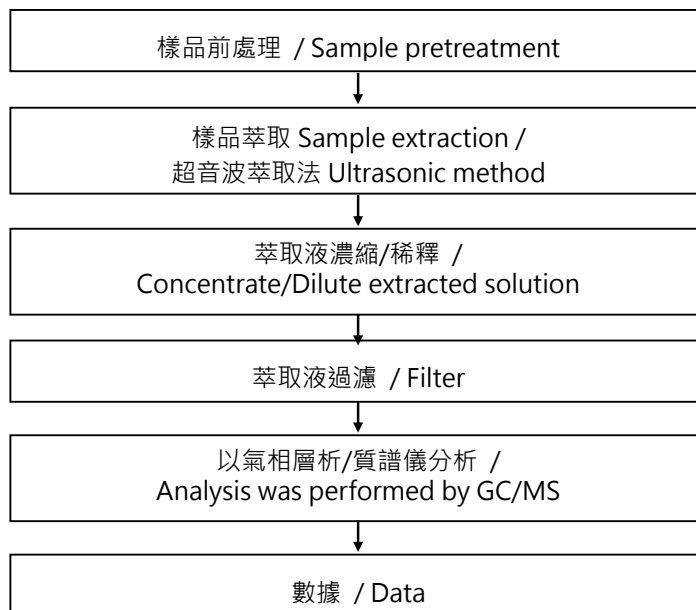 樣品前處理 / Sample pretreatment
樣品萃取 Sample extraction /
超音波萃取法 Ultrasonic method
萃取液濃縮/稀釋 /
Concentrate/Dilute extracted solution
萃取液過濾 / Filter
以氣相層析/質譜儀分析 /
Analysis was performed by GC/MS
數據 / Data